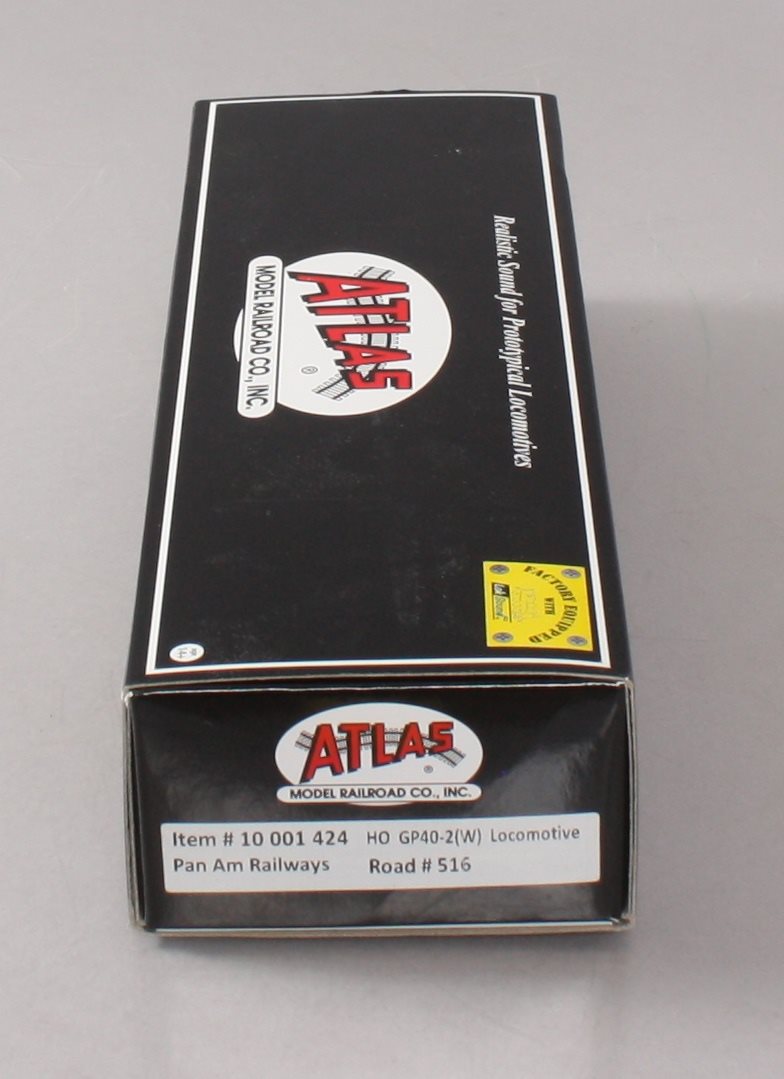 Realistic Sound for Prototypical Locomotives
ATLAS
®
MODEL RAILROAD CO., INC.
FACTORY EQUIPPED
WITH
14+
ATLAS
®
MODEL RAILROAD CO., INC.
Item # 10 001 424 HO GP40-2(W) Locomotive
Pan Am Railways Road # 516